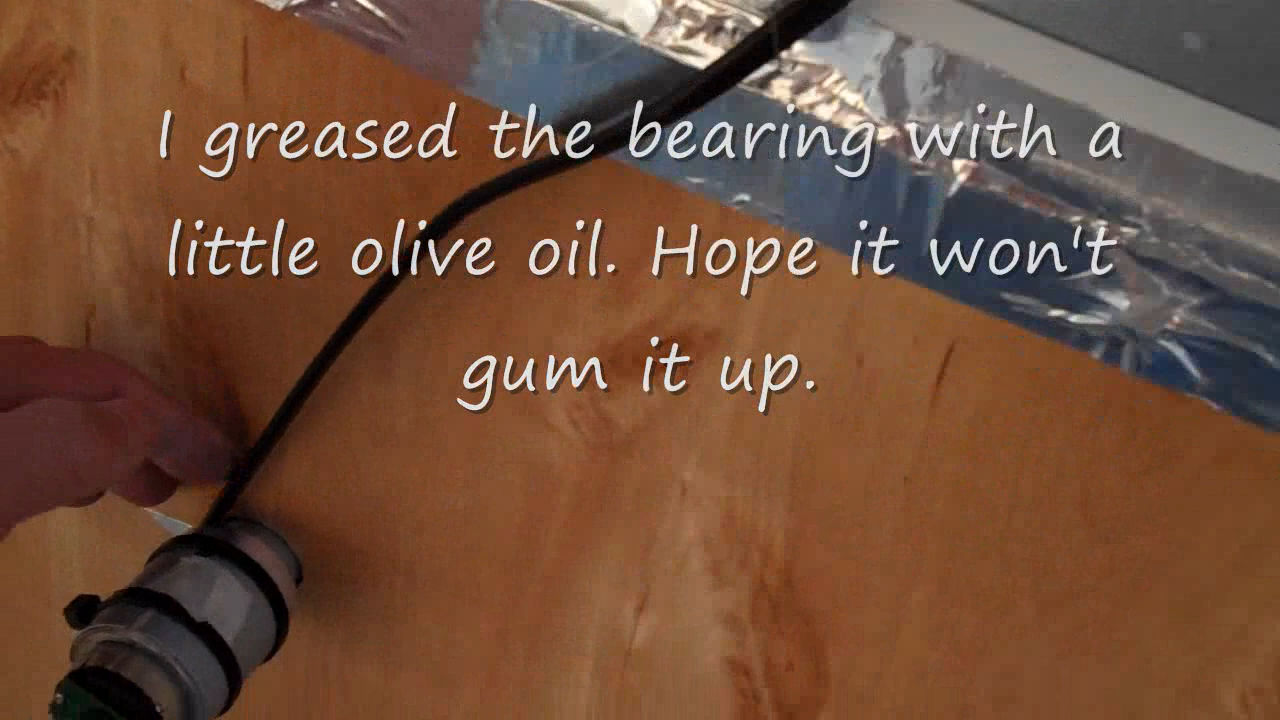 I greased the bearing with a
little olive oil. Hope it won't
gum it up.